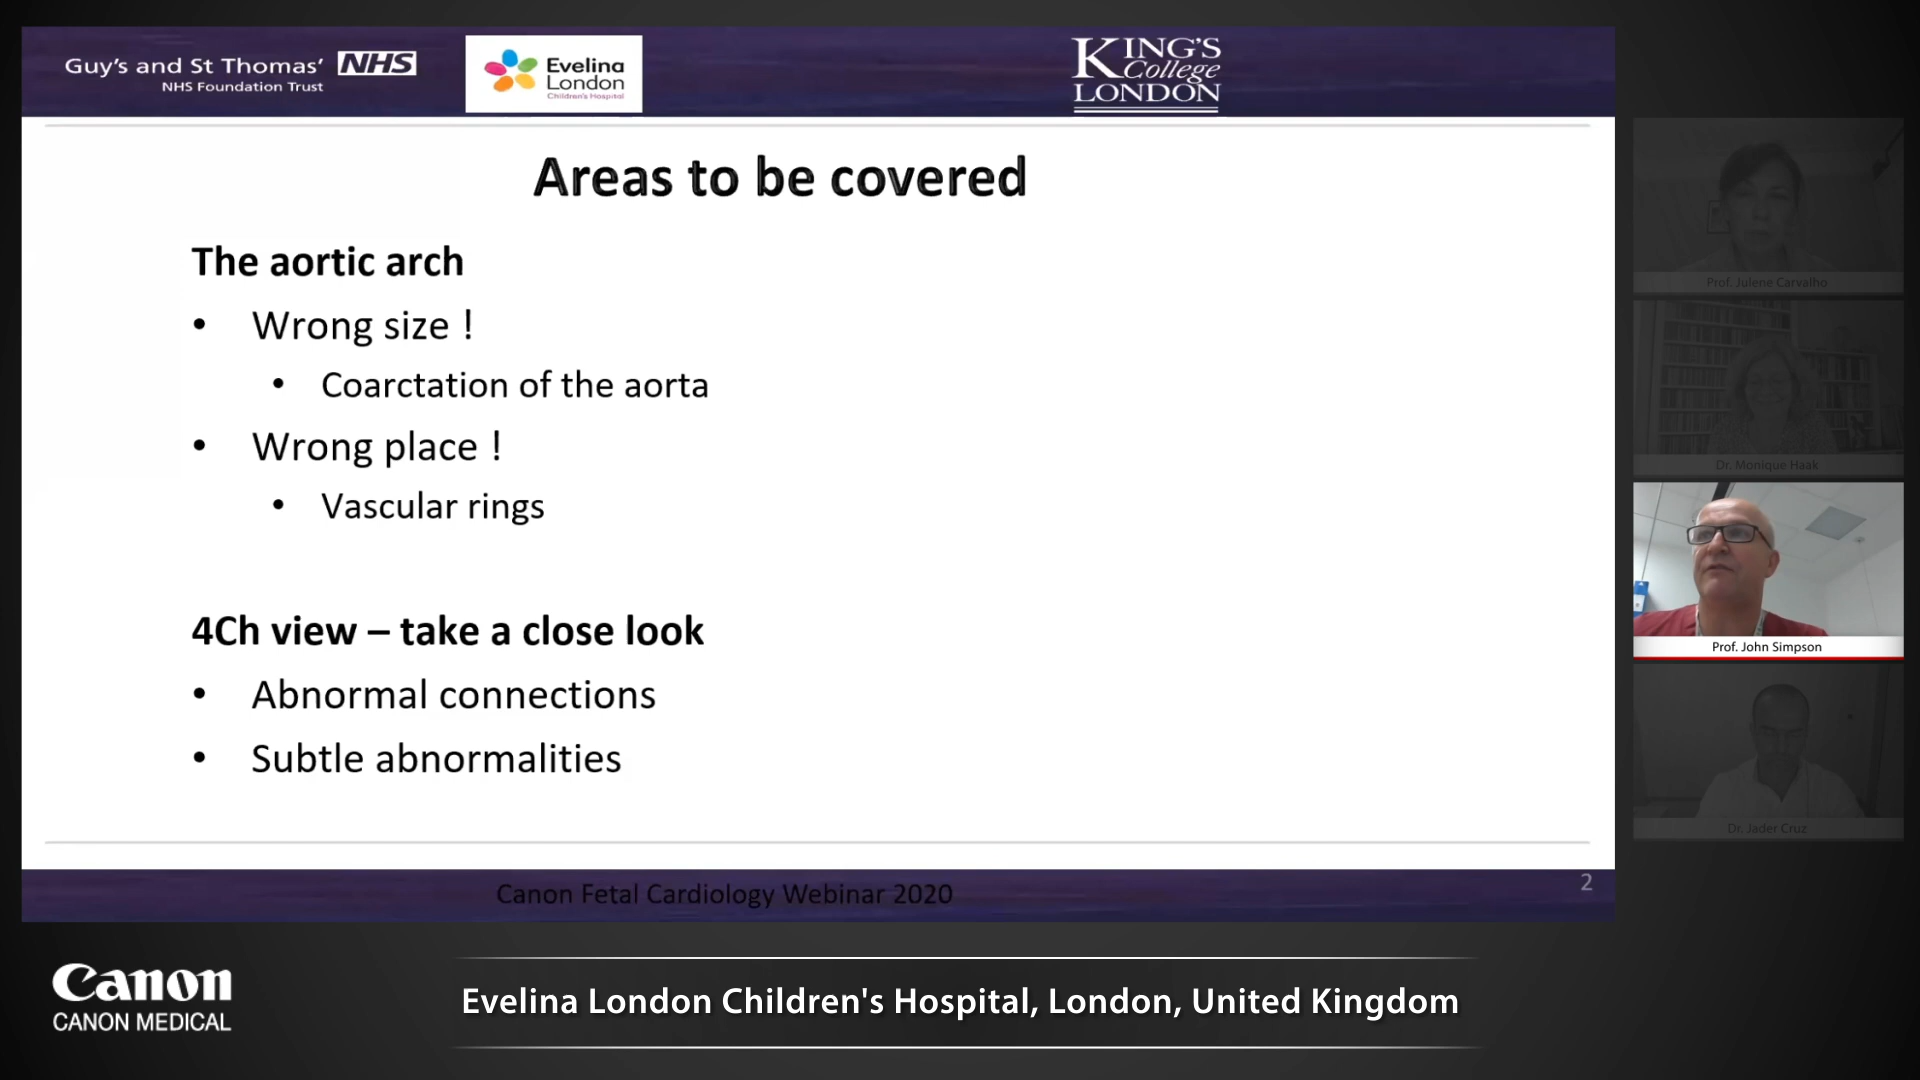 Guy's and St Thomas' NHS
NHS Foundation Trust
Evelina
London
Children's Hospital
KING'S
College
LONDON
Areas to be covered
The aortic arch
• Wrong size !
• Coarctation of the aorta
• Wrong place !
• Vascular rings
4Ch view – take a close look
• Abnormal connections
• Subtle abnormalities
Canon Fetal Cardiology Webinar 2020
2
Prof. Julene Carvalho
Dr. Monique Haak
Prof. John Simpson
Dr. Jader Cruz
Canon
CANON MEDICAL
Evelina London Children's Hospital, London, United Kingdom